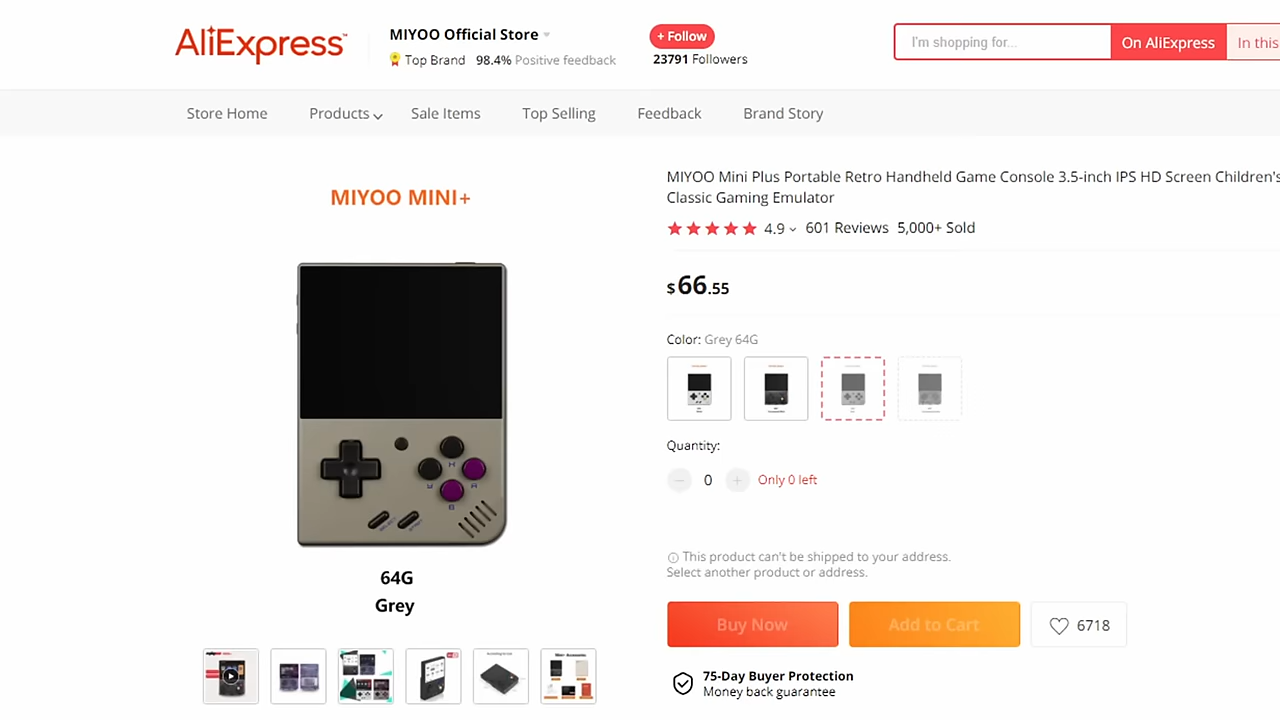 AliExpress™
MIYOO Official Store
Top Brand 98.4% Positive feedback
+ Follow
23791 Followers
I'm shopping for...
On AliExpress
In this
Store Home
Products
Sale Items
Top Selling
Feedback
Brand Story
MIYOO MINI+
64G
Grey
MIYOO Mini Plus Portable Retro Handheld Game Console 3.5-inch IPS HD Screen Children's
Classic Gaming Emulator
4.9 601 Reviews 5,000+ Sold
$66.55
Color: Grey 64G
Quantity:
0
Only 0 left
This product can't be shipped to your address.
Select another product or address.
Buy Now
Add to Cart
6718
75-Day Buyer Protection
Money back guarantee